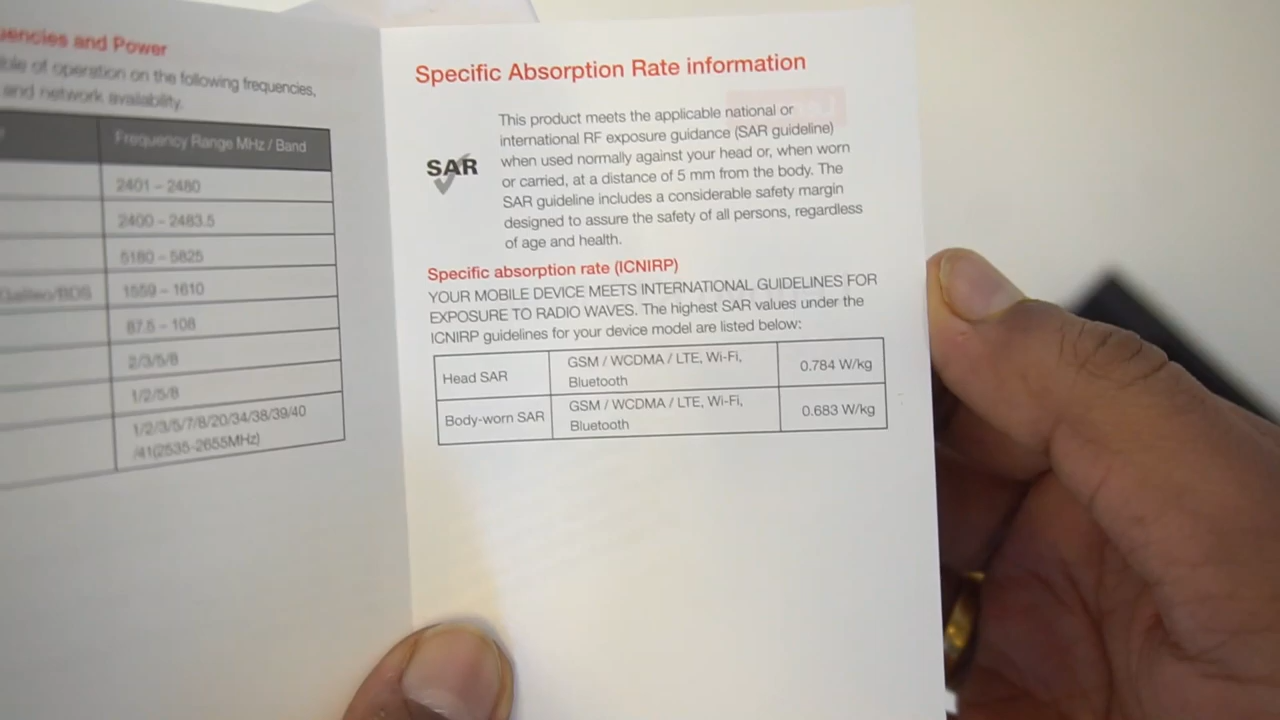 uencies and Power
ble of operation on the following frequencies,
and network availability.
Frequency Range MHz / Band
2401 – 2480
2400 – 2483.5
5180 – 5825
Galileo/BDS
1559 – 1610
87.5 – 108
2/3/5/8
1/2/5/8
1/2/3/5/7/8/20/34/38/39/40
/41(2535-2655MHz)
Specific Absorption Rate information
SAR
This product meets the applicable national or
international RF exposure guidance (SAR guideline)
when used normally against your head or, when worn
or carried, at a distance of 5 mm from the body. The
SAR guideline includes a considerable safety margin
designed to assure the safety of all persons, regardless
of age and health.
Specific absorption rate (ICNIRP)
YOUR MOBILE DEVICE MEETS INTERNATIONAL GUIDELINES FOR
EXPOSURE TO RADIO WAVES. The highest SAR values under the
ICNIRP guidelines for your device model are listed below:
Head SAR
GSM / WCDMA / LTE, Wi-Fi,
Bluetooth
0.784 W/kg
Body-worn SAR
GSM / WCDMA / LTE, Wi-Fi,
Bluetooth
0.683 W/kg